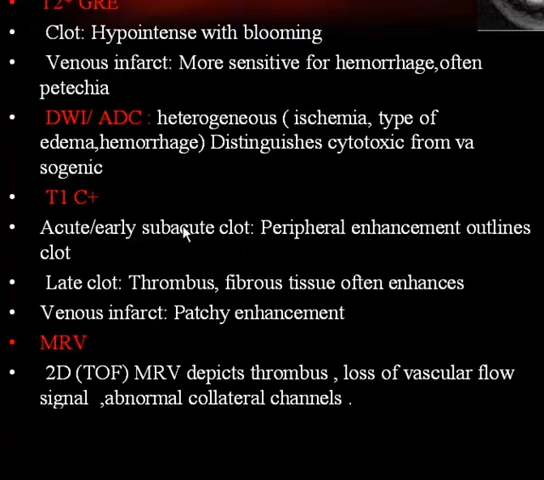 T2* GRE
Clot: Hypointense with blooming
Venous infarct: More sensitive for hemorrhage,often
petechia
DWI/ ADC : heterogeneous ( ischemia, type of
edema,hemorrhage) Distinguishes cytotoxic from va
sogenic
T1 C+
Acute/early subacute clot: Peripheral enhancement outlines
clot
Late clot: Thrombus, fibrous tissue often enhances
Venous infarct: Patchy enhancement
MRV
2D (TOF) MRV depicts thrombus , loss of vascular flow
signal ,abnormal collateral channels .